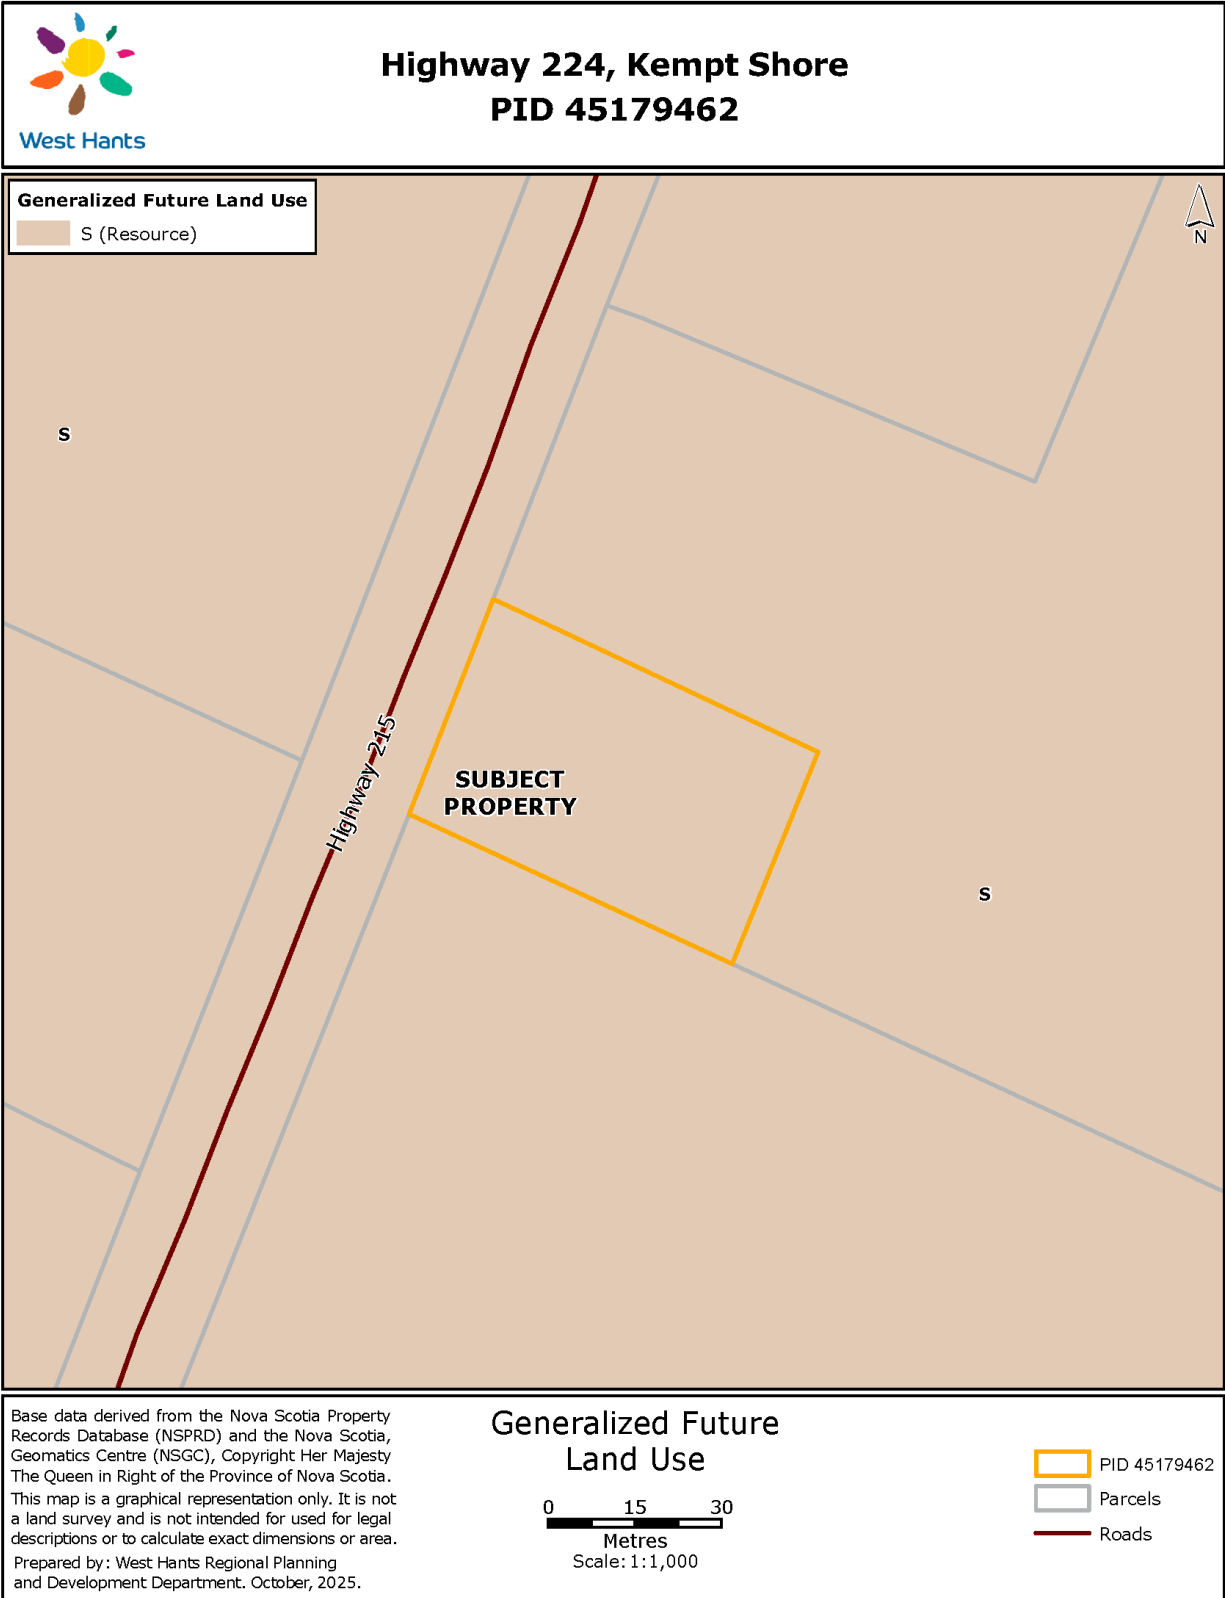 West Hants
Highway 224, Kempt Shore
PID 45179462
Generalized Future Land Use
S (Resource)
N
S
Highway 215
SUBJECT
PROPERTY
S
Base data derived from the Nova Scotia Property
Records Database (NSPRD) and the Nova Scotia,
Geomatics Centre (NSGC), Copyright Her Majesty
The Queen in Right of the Province of Nova Scotia.
This map is a graphical representation only. It is not
a land survey and is not intended for used for legal
descriptions or to calculate exact dimensions or area.
Prepared by: West Hants Regional Planning
and Development Department. October, 2025.
Generalized Future
Land Use
0 15 30
Metres
Scale: 1:1,000
PID 45179462
Parcels
Roads